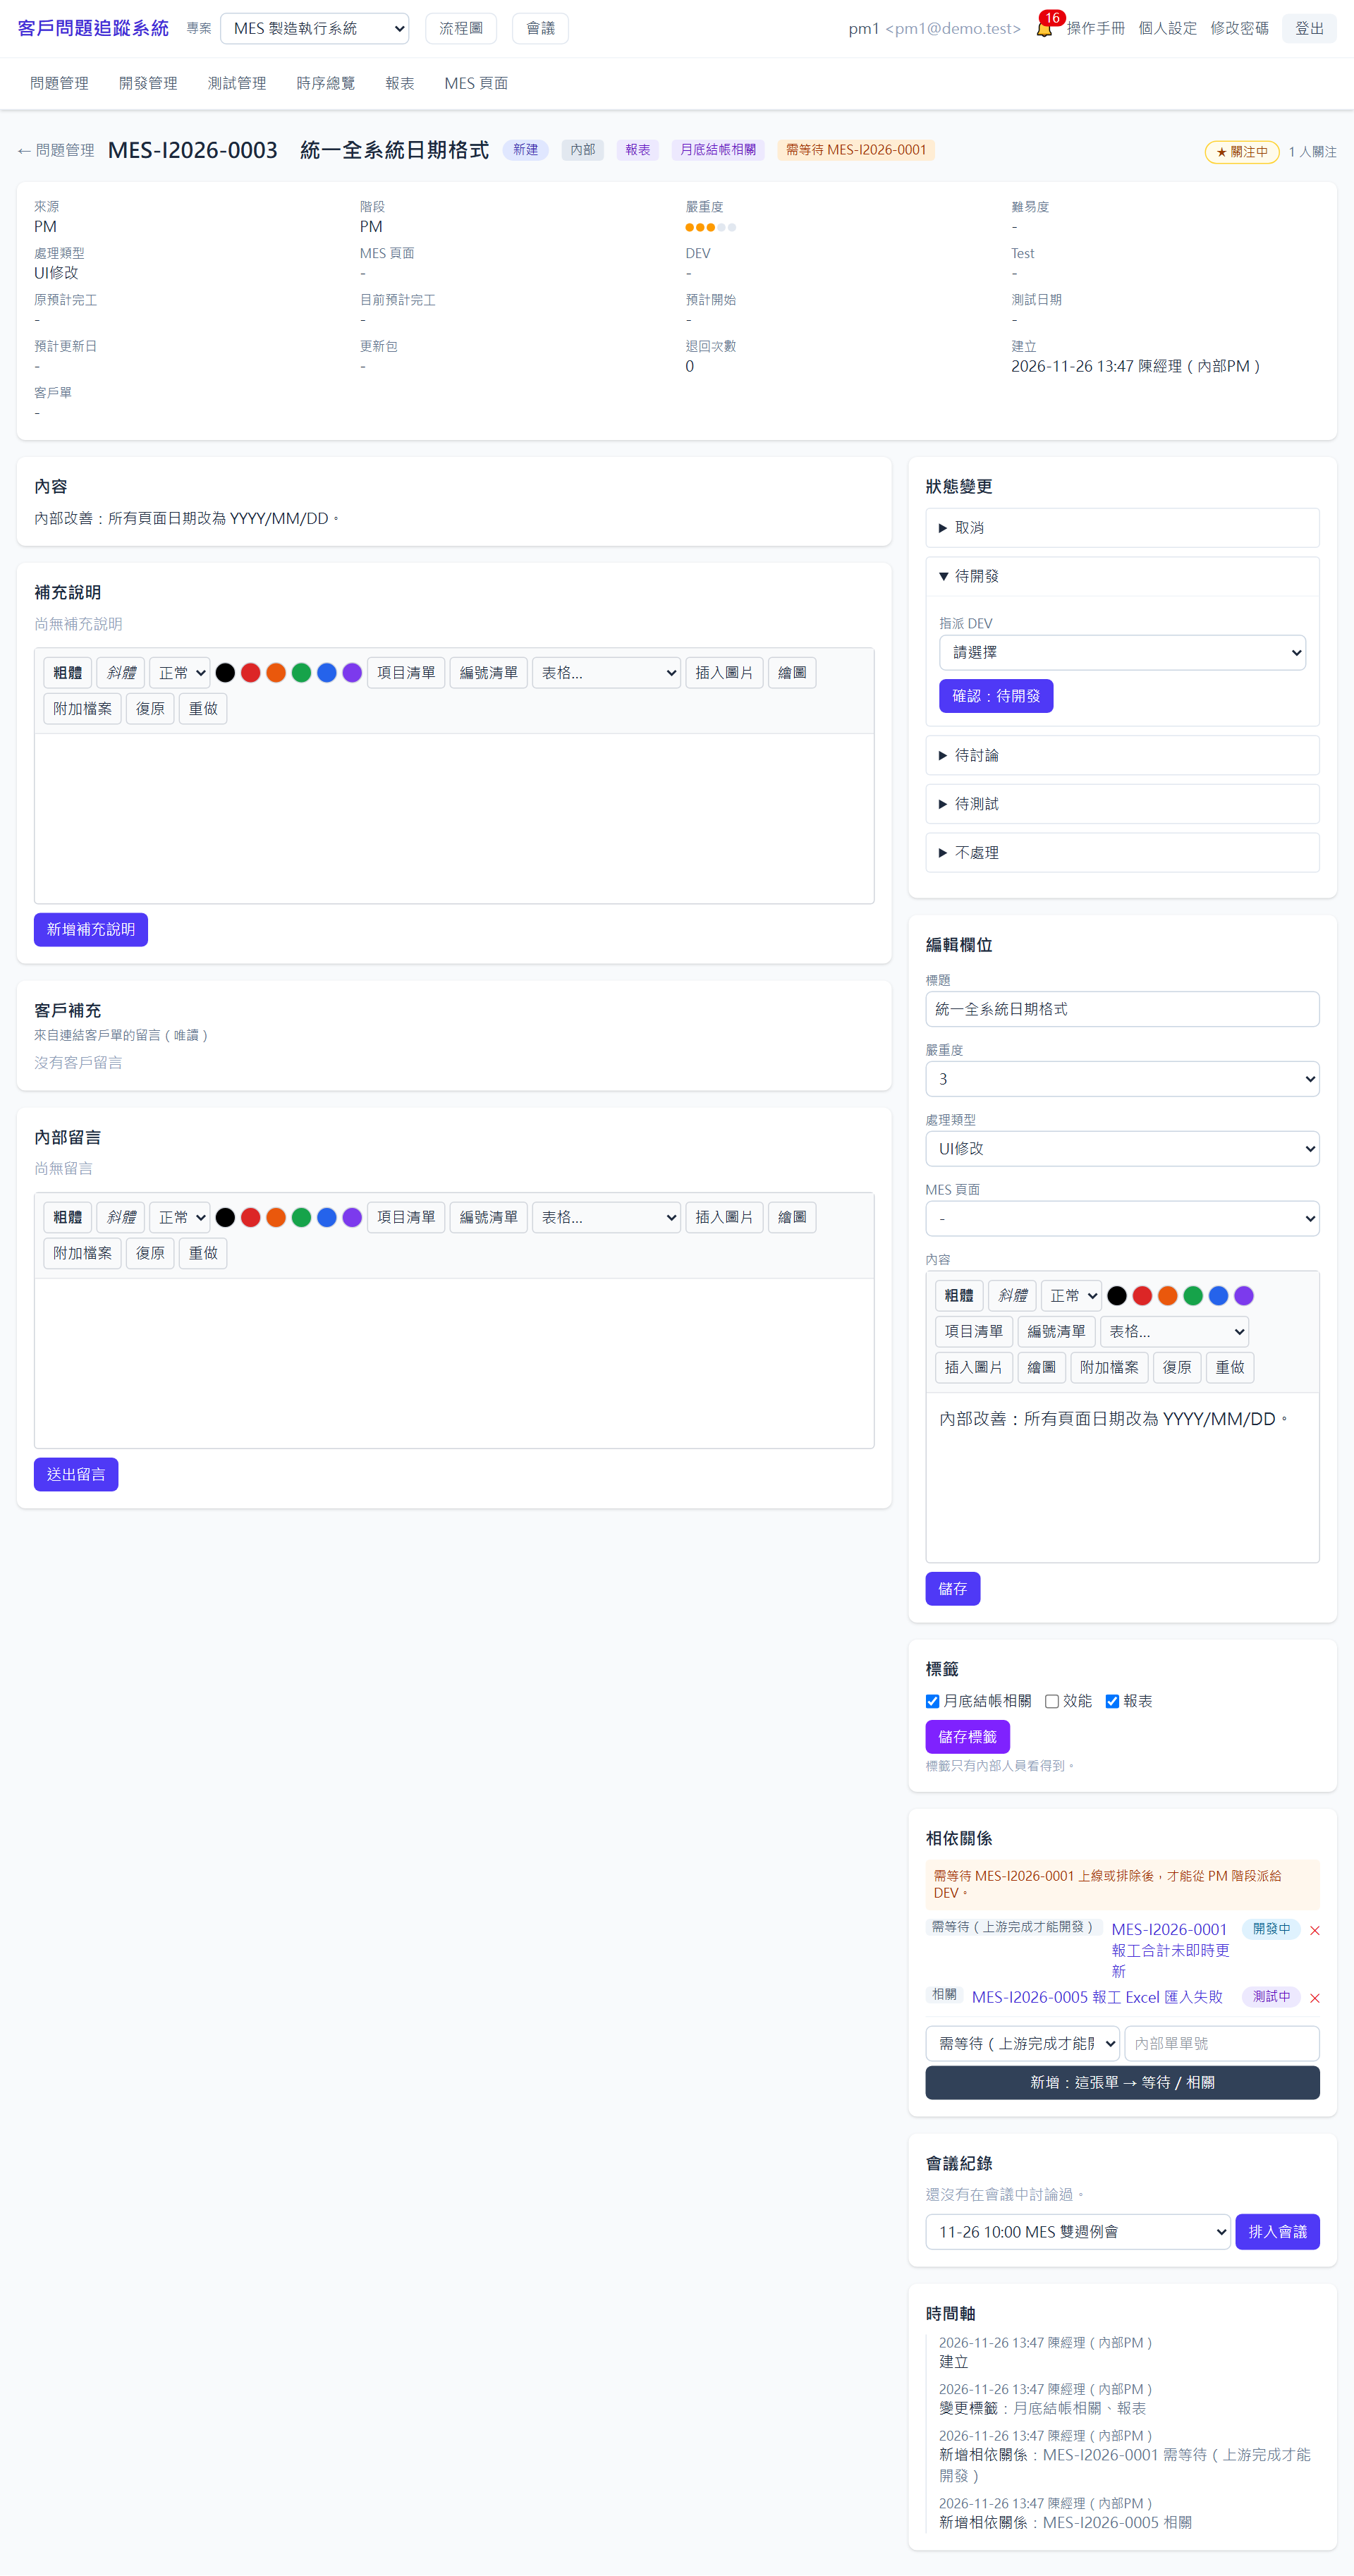 客戶問題追蹤系統 專案 MES 製造執行系統 流程圖 會議 pm1 <pm1@demo.test> 16 操作手冊 個人設定 修改密碼 登出
問題管理 開發管理 測試管理 時序總覽 報表 MES 頁面
← 問題管理 MES-I2026-0003 統一全系統日期格式 新建 內部 報表 月底結帳相關 需等待 MES-I2026-0001 ★ 關注中 1 人關注
來源 階段 嚴重度 難易度
PM PM -
處理類型 MES 頁面 DEV Test
UI修改 - - -
原預計完工 目前預計完工 預計開始 測試日期
- - - -
預計更新日 更新包 退回次數 建立
- - 0 2026-11-26 13:47 陳經理（內部PM）
客戶單
-
內容
內部改善：所有頁面日期改為 YYYY/MM/DD。
補充說明
尚無補充說明
粗體 斜體 正常 項目清單 編號清單 表格... 插入圖片 繪圖
附加檔案 復原 重做
新增補充說明
客戶補充
來自連結客戶單的留言（唯讀）
沒有客戶留言
內部留言
尚無留言
粗體 斜體 正常 項目清單 編號清單 表格... 插入圖片 繪圖
附加檔案 復原 重做
送出留言
狀態變更
▶ 取消
▼ 待開發
指派 DEV
請選擇
確認：待開發
▶ 待討論
▶ 待測試
▶ 不處理
編輯欄位
標題
統一全系統日期格式
嚴重度
3
處理類型
UI修改
MES 頁面
-
內容
粗體 斜體 正常
項目清單 編號清單 表格...
插入圖片 繪圖 附加檔案 復原 重做
內部改善：所有頁面日期改為 YYYY/MM/DD。
儲存
標籤
月底結帳相關 效能 報表
儲存標籤
標籤只有內部人員看得到。
相依關係
需等待 MES-I2026-0001 上線或排除後，才能從 PM 階段派給
DEV。
需等待（上游完成才能開發） MES-I2026-0001 開發中 ×
報工合計未即時更
新
相關 MES-I2026-0005 報工 Excel 匯入失敗 測試中 ×
需等待（上游完成才能開 內部單單號
新增：這張單 → 等待 / 相關
會議紀錄
還沒有在會議中討論過。
11-26 10:00 MES 雙週例會 排入會議
時間軸
2026-11-26 13:47 陳經理（內部PM）
建立
2026-11-26 13:47 陳經理（內部PM）
變更標籤：月底結帳相關、報表
2026-11-26 13:47 陳經理（內部PM）
新增相依關係：MES-I2026-0001 需等待（上游完成才能
開發）
2026-11-26 13:47 陳經理（內部PM）
新增相依關係：MES-I2026-0005 相關